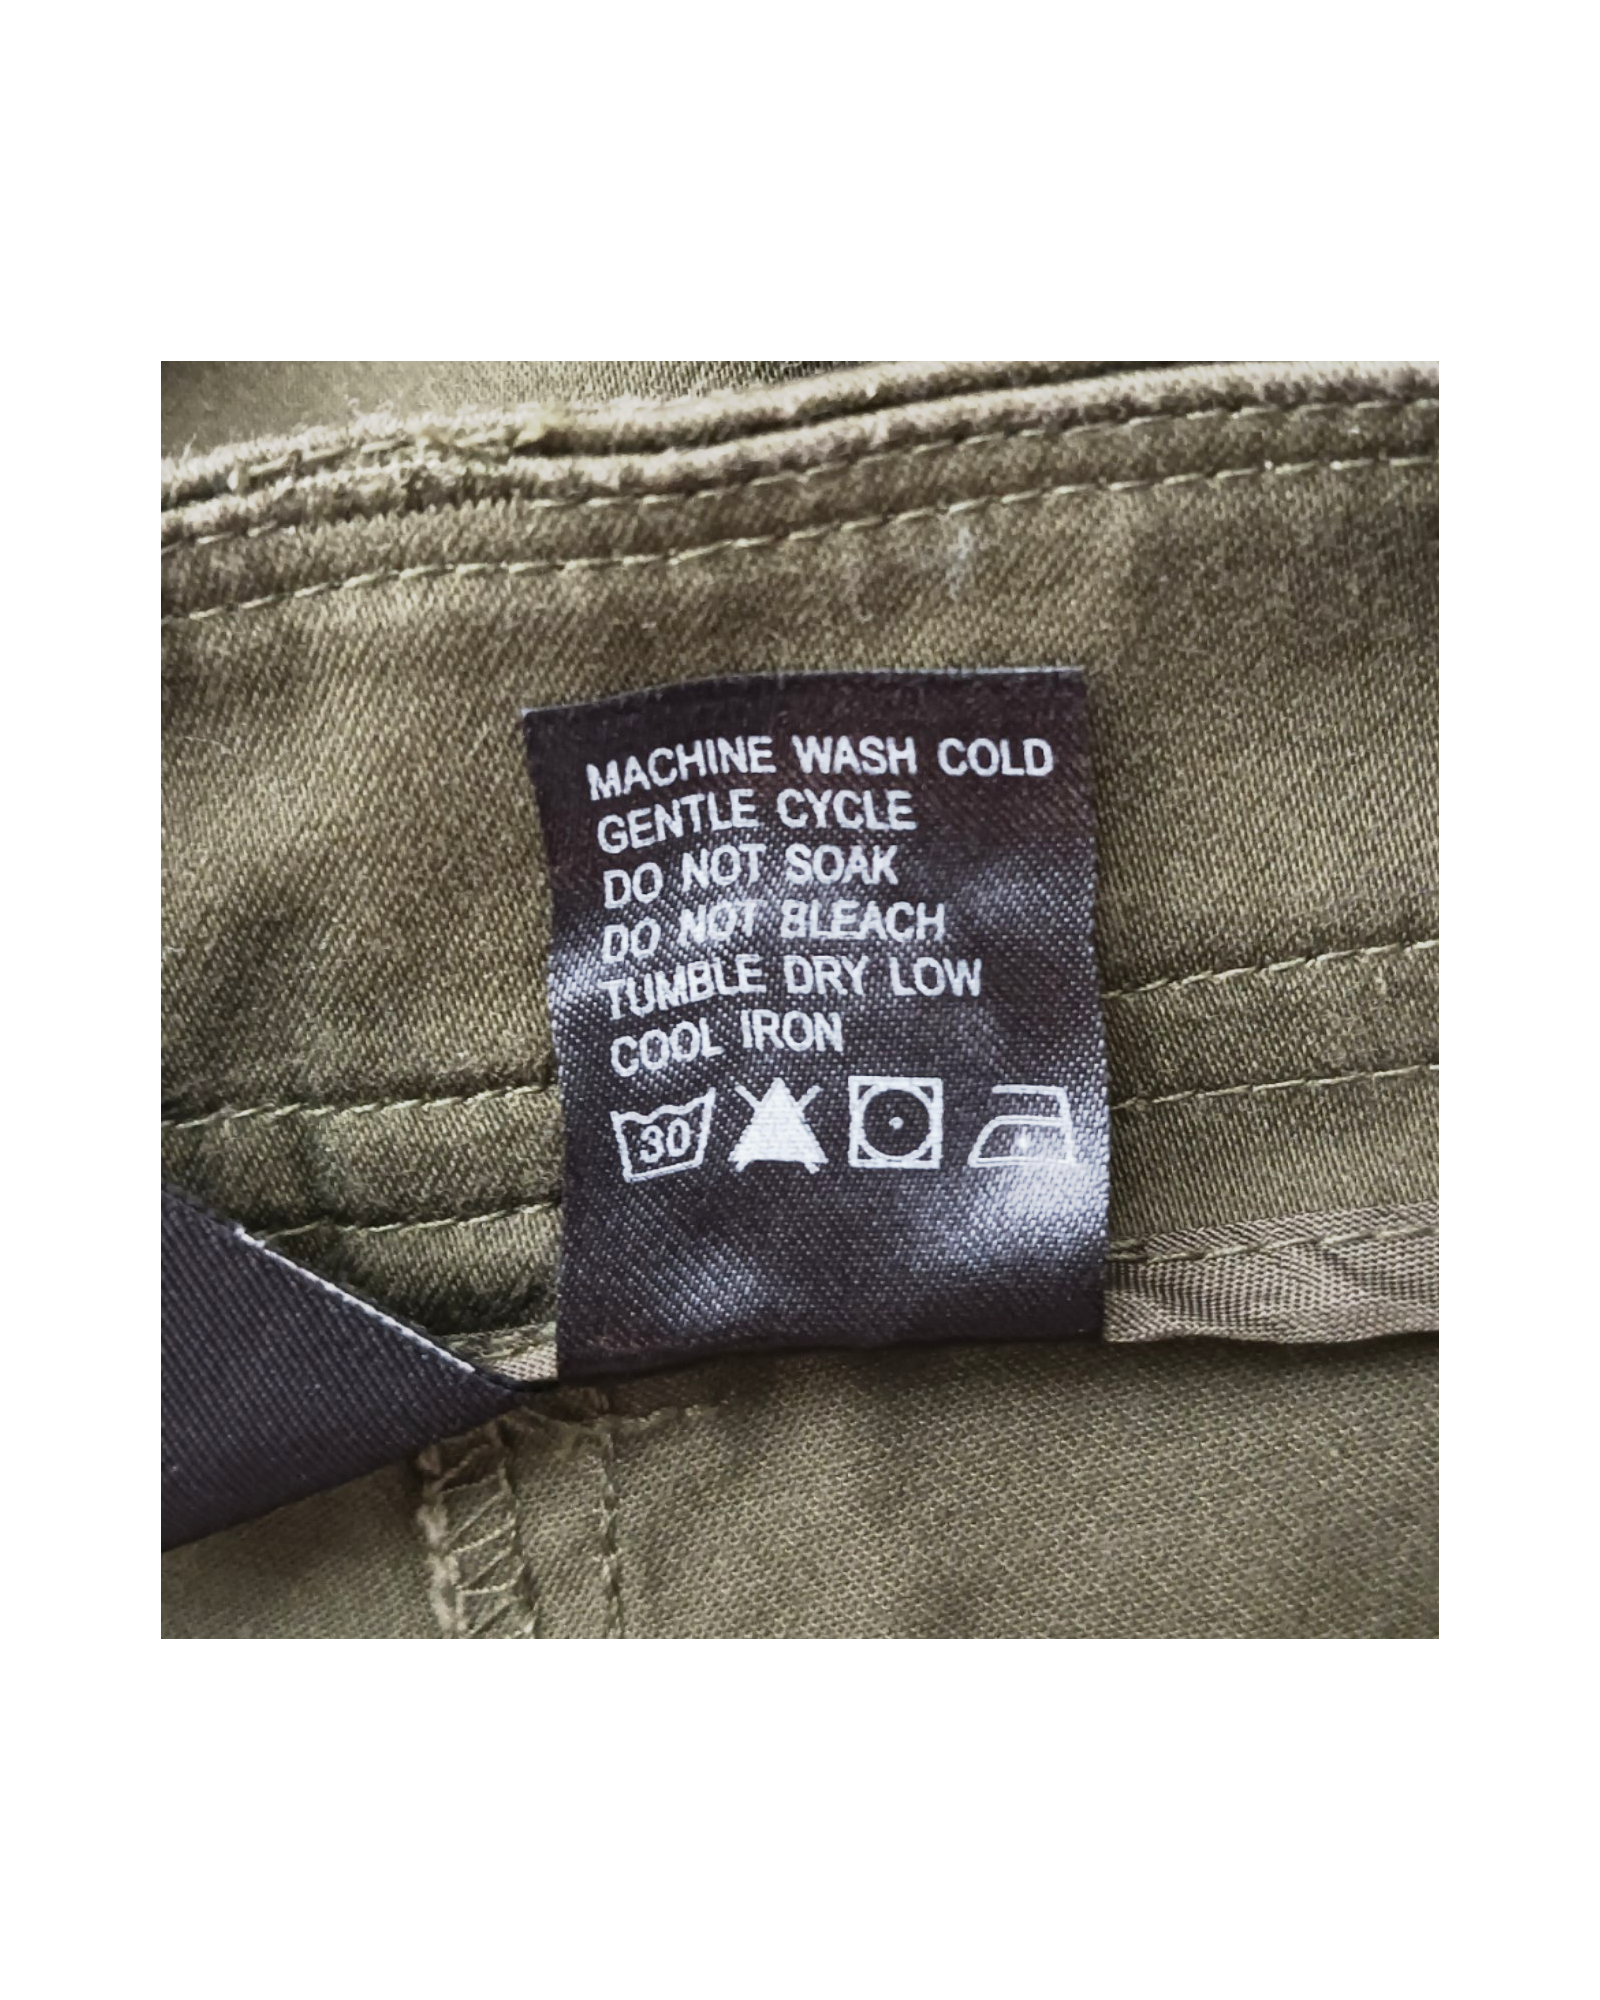 MACHINE WASH COLD
GENTLE CYCLE
DO NOT SOAK
DO NOT BLEACH
TUMBLE DRY LOW
COOL IRON
30